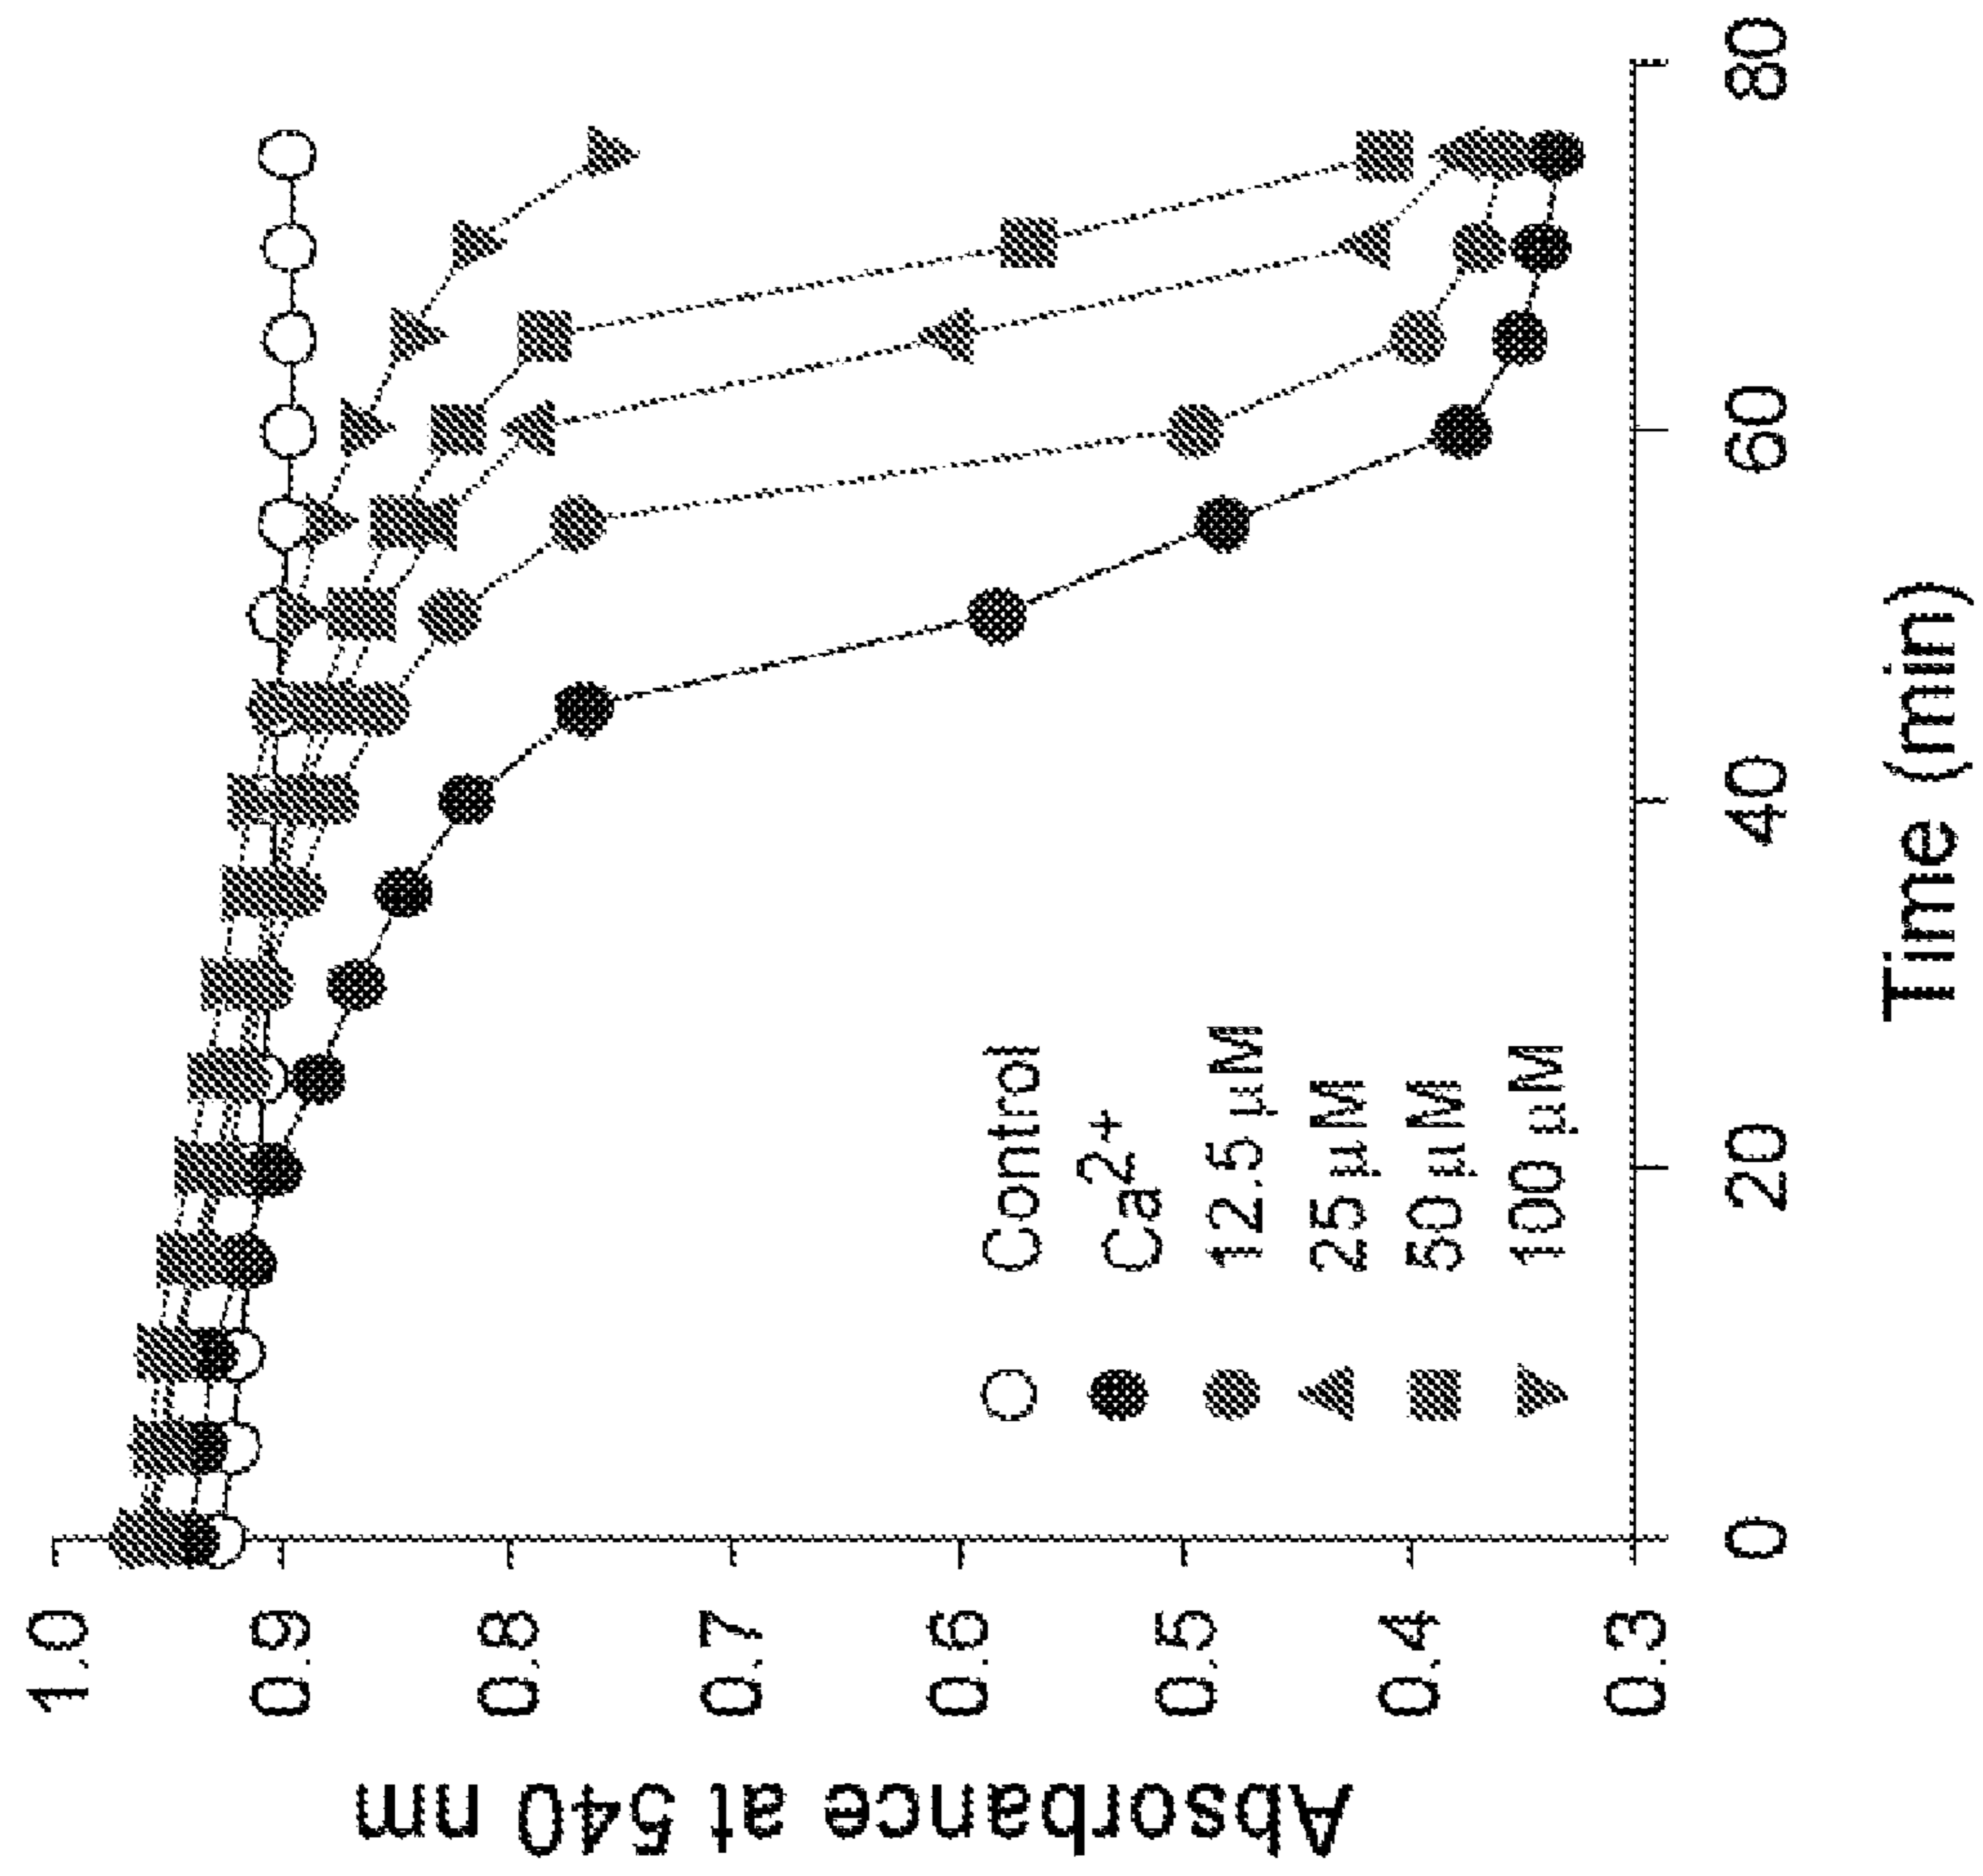 Absorbance at 540 nm
1.0
0.9
0.8
0.7
0.6
0.5
0.4
0.3
Control
Ca2+
12.5 μM
25 μM
50 μM
100 μM
0 20 40 60 80
Time (min)